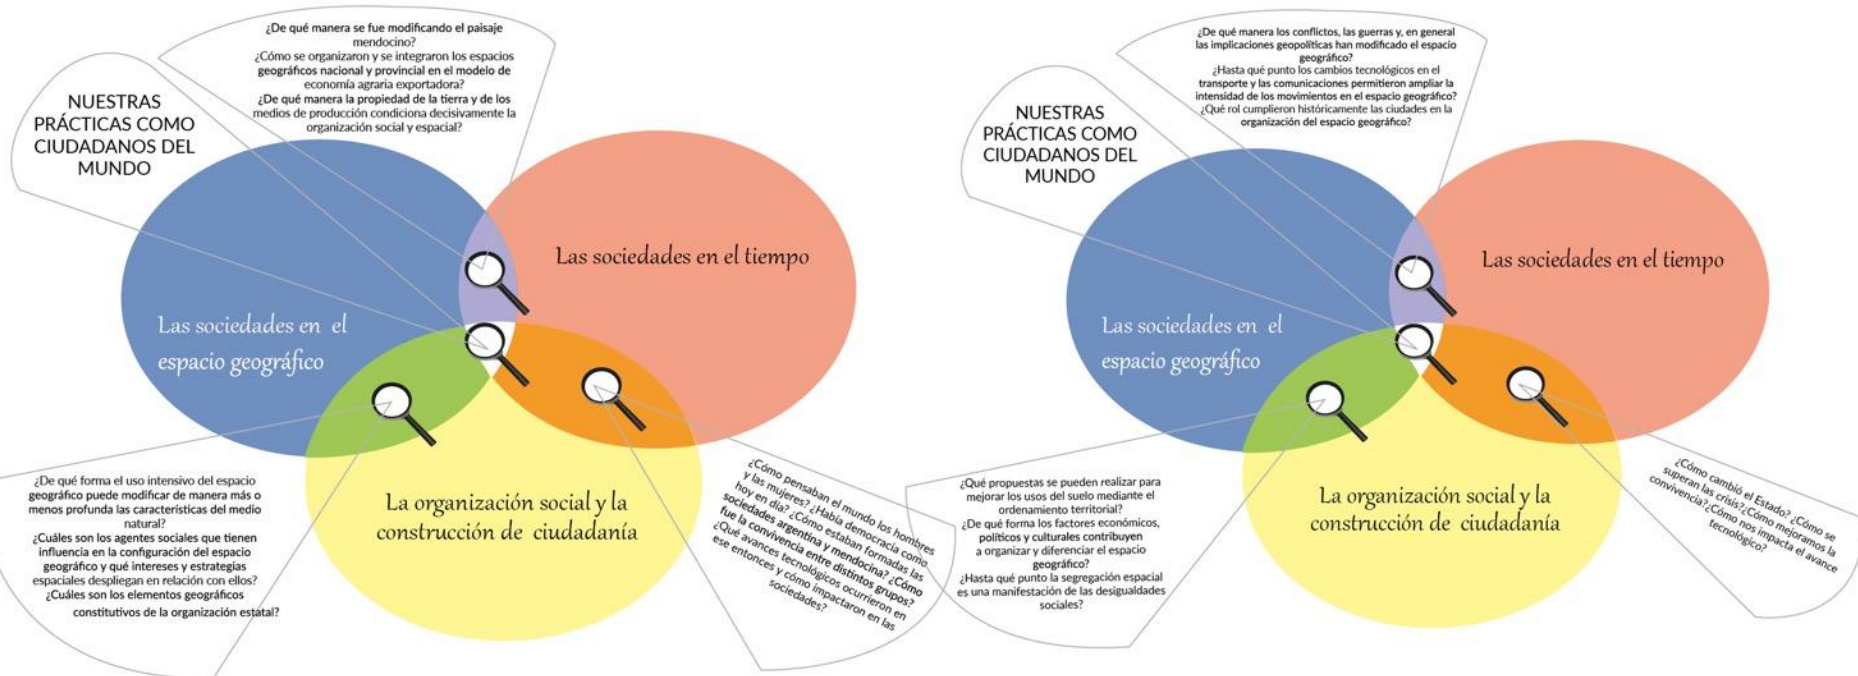 ¿De qué manera se fue modificando el paisaje
mendocino?
¿Cómo se organizaron y se integraron los espacios
geográficos nacional y provincial en el modelo de
economía agraria exportadora?
¿De qué manera la propiedad de la tierra y de los
medios de producción condiciona decisivamente la
organización social y espacial?
NUESTRAS
PRÁCTICAS COMO
CIUDADANOS DEL
MUNDO
Las sociedades en el tiempo
Las sociedades en el
espacio geográfico
La organización social y la
construcción de ciudadanía
¿De qué forma el uso intensivo del espacio
geográfico puede modificar de manera más o
menos profunda las características del medio
natural?
¿Cuáles son los agentes sociales que tienen
influencia en la configuración del espacio
geográfico y qué intereses y estrategias
espaciales despliegan en relación con ellos?
¿Cuáles son los elementos geográficos
constitutivos de la organización estatal?
¿Cómo pensaban el mundo los hombres
y las mujeres? ¿Había democracia como
hoy en día? ¿Cómo estaban formadas las
sociedades argentina y mendocina? ¿Cómo
fue la convivencia entre distintos grupos?
¿Qué avances tecnológicos ocurrieron en
ese entonces y cómo impactaron en las
sociedades?
¿De qué manera los conflictos, las guerras y, en general
las implicaciones geopolíticas han modificado el espacio
geográfico?
¿Hasta qué punto los cambios tecnológicos en el
transporte y las comunicaciones permitieron ampliar la
intensidad de los movimientos en el espacio geográfico?
¿Qué rol cumplieron históricamente las ciudades en la
organización del espacio geográfico?
NUESTRAS
PRÁCTICAS COMO
CIUDADANOS DEL
MUNDO
Las sociedades en el tiempo
Las sociedades en el
espacio geográfico
La organización social y la
construcción de ciudadanía
¿Qué propuestas se pueden realizar para
mejorar los usos del suelo mediante el
ordenamiento territorial?
¿De qué forma los factores económicos,
políticos y culturales contribuyen
a organizar y diferenciar el espacio
geográfico?
¿Hasta qué punto la segregación espacial
es una manifestación de las desigualdades
sociales?
¿Cómo cambió el Estado? ¿Cómo se
superan las crisis?¿Cómo mejoramos la
convivencia?¿Cómo nos impacta el avance
tecnológico?